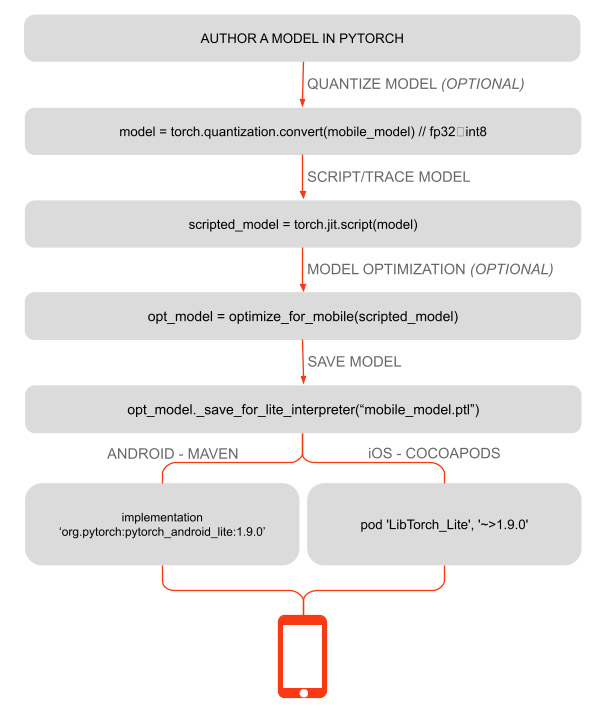 AUTHOR A MODEL IN PYTORCH
QUANTIZE MODEL (OPTIONAL)
model = torch.quantization.convert(mobile_model) // fp32□int8
SCRIPT/TRACE MODEL
scripted_model = torch.jit.script(model)
MODEL OPTIMIZATION (OPTIONAL)
opt_model = optimize_for_mobile(scripted_model)
SAVE MODEL
opt_model._save_for_lite_interpreter(“mobile_model.ptl”)
ANDROID - MAVEN
iOS - COCOAPODS
implementation
‘org.pytorch:pytorch_android_lite:1.9.0’
pod 'LibTorch_Lite', '~>1.9.0'